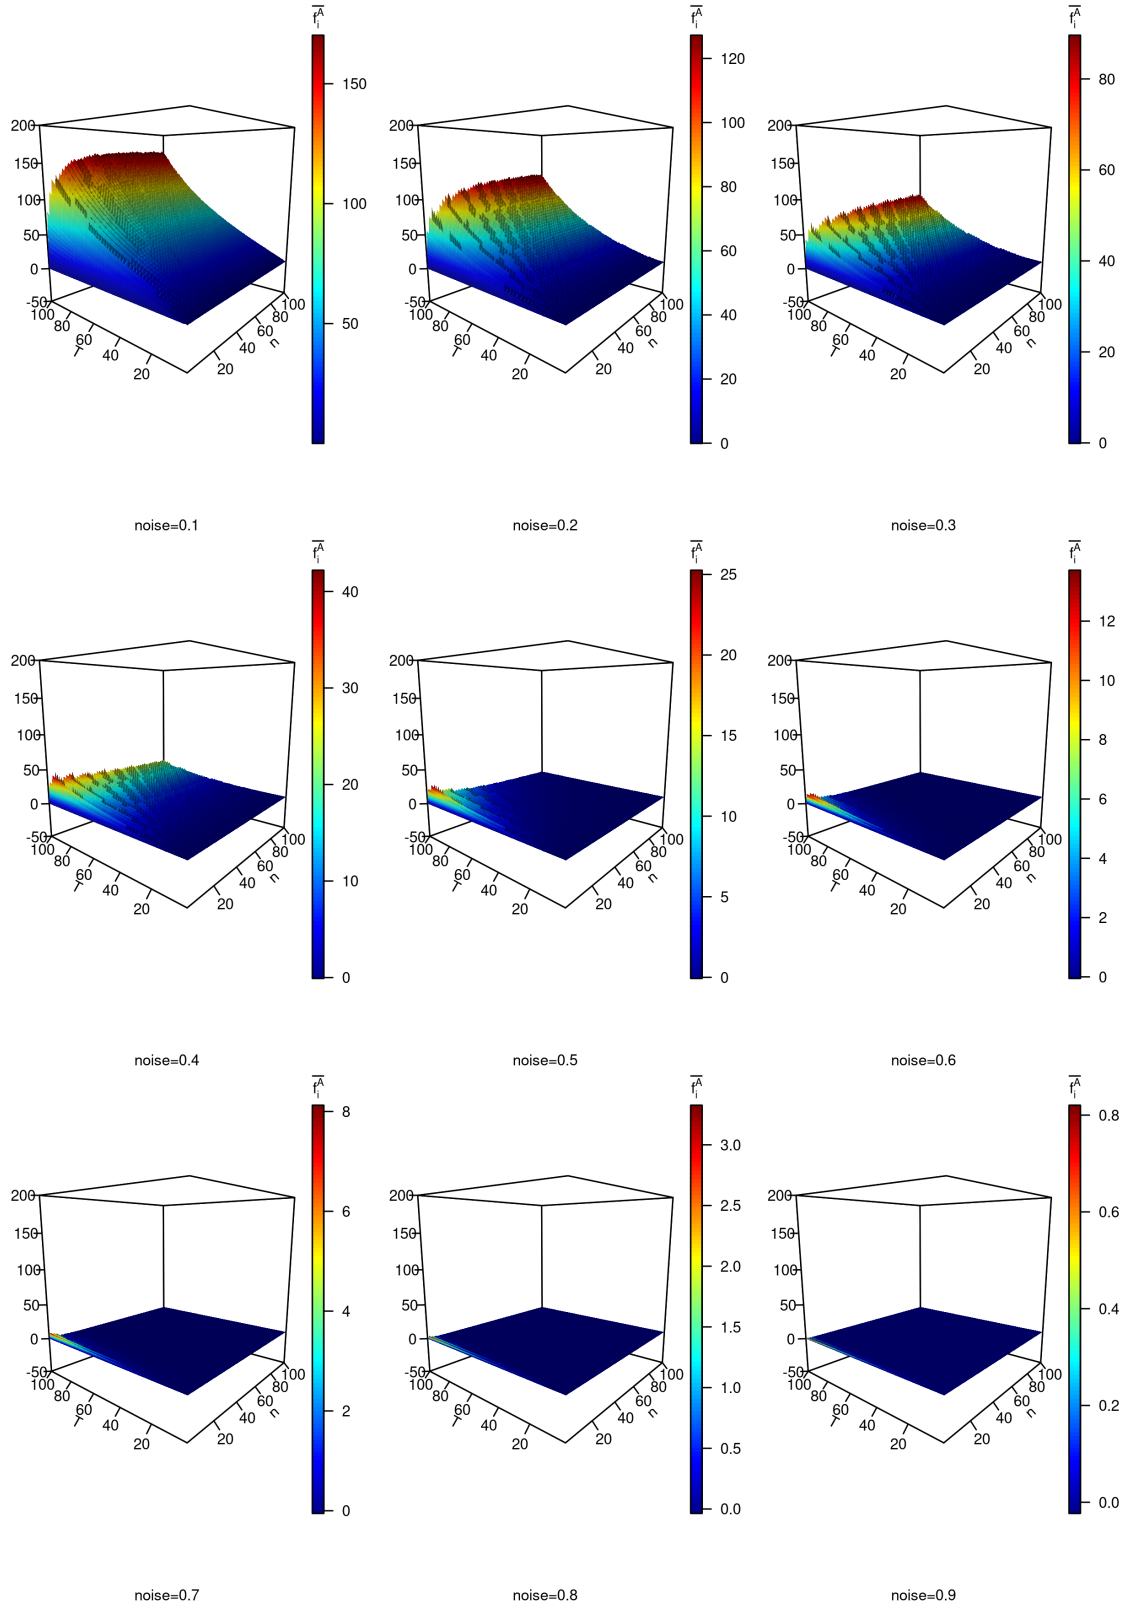 f_i^A f_i^A f_i^A
150 120 80
100 100 60
50 80 40
60 20
40 0
20
0
200 150 100 50 0 -50
100 80 60 40 20
T
20 40 60 80 100
n
200 150 100 50 0 -50
100 80 60 40 20
T
20 40 60 80 100
n
200 150 100 50 0 -50
100 80 60 40 20
T
20 40 60 80 100
n
noise=0.1 noise=0.2 noise=0.3
f_i^A f_i^A f_i^A
40 30 20 10 0
25 20 15 10 5 0
12 10 8 6 4 2 0
200 150 100 50 0 -50
100 80 60 40 20
T
20 40 60 80 100
n
200 150 100 50 0 -50
100 80 60 40 20
T
20 40 60 80 100
n
200 150 100 50 0 -50
100 80 60 40 20
T
20 40 60 80 100
n
noise=0.4 noise=0.5 noise=0.6
f_i^A f_i^A f_i^A
8 6 4 2 0
3.0 2.5 2.0 1.5 1.0 0.5 0.0
0.8 0.6 0.4 0.2 0.0
200 150 100 50 0 -50
100 80 60 40 20
T
20 40 60 80 100
n
200 150 100 50 0 -50
100 80 60 40 20
T
20 40 60 80 100
n
200 150 100 50 0 -50
100 80 60 40 20
T
20 40 60 80 100
n
noise=0.7 noise=0.8 noise=0.9